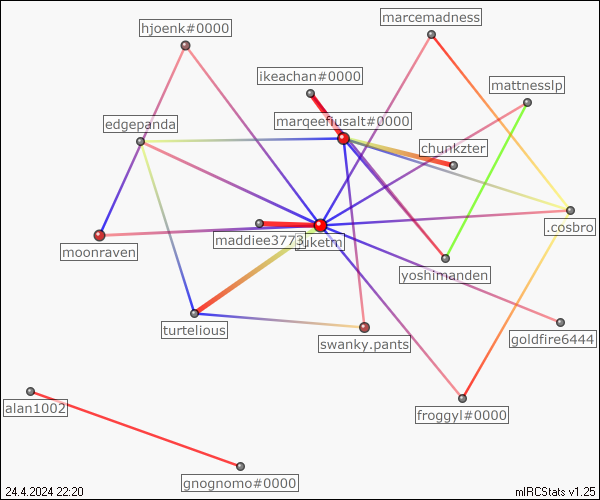 marcemadness
hjoenk#0000
ikeachan#0000
mattnesslp
marqeefiusalt#0000
edgepanda
chunkzter
.cosbro
maddiee3773
moonraven
yoshimanden
turtelious
swanky.pants
goldfire6444
alan1002
froggyl#0000
gnognomo#0000
24.4.2024 22:20
mIRCStats v1.25